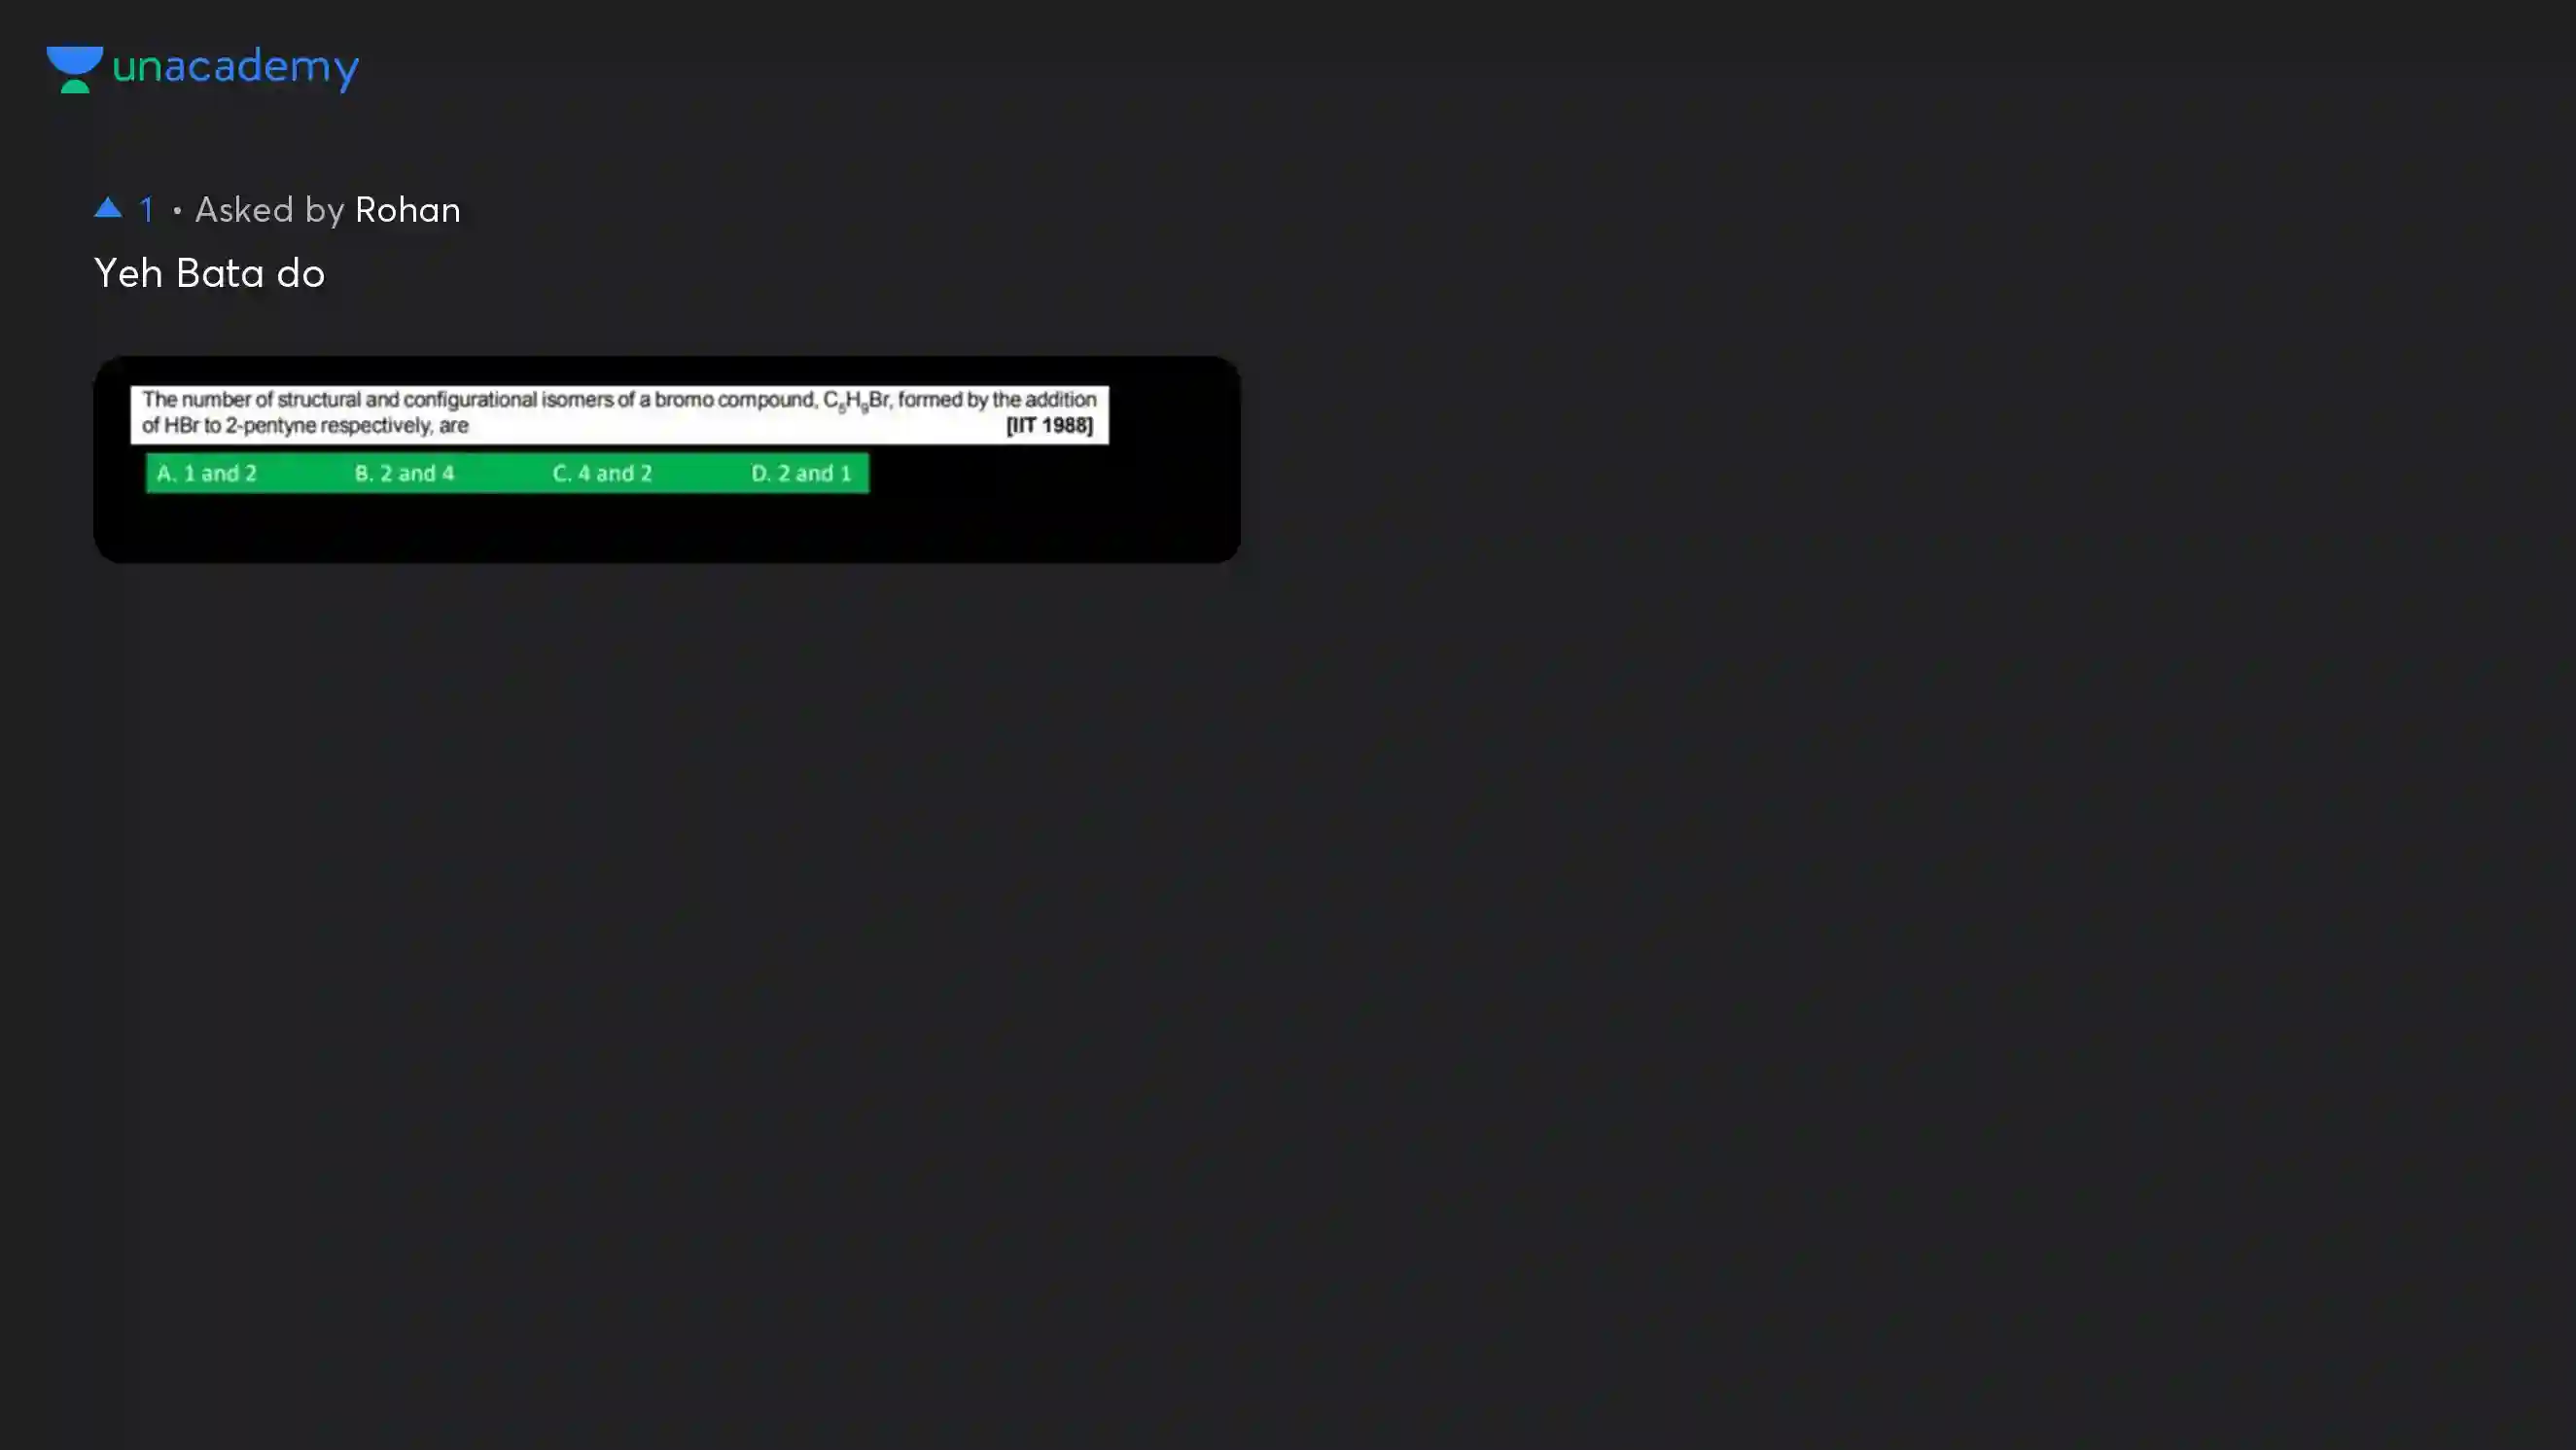 unacademy
1 • Asked by Rohan
Yeh Bata do
The number of structural and configurational isomers of a bromo compound, C₅H₉Br, formed by the addition
of HBr to 2-pentyne respectively, are [IIT 1988]
A. 1 and 2 B. 2 and 4 C. 4 and 2 D. 2 and 1